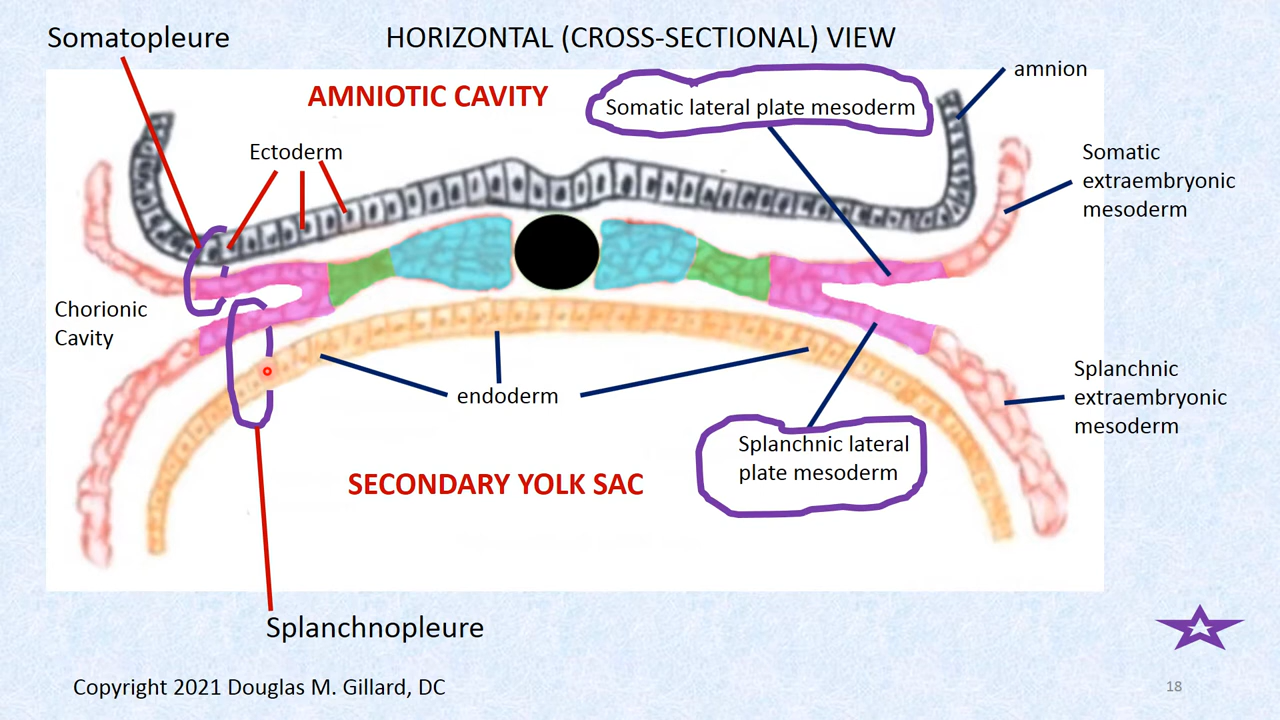 Somatopleure
HORIZONTAL (CROSS-SECTIONAL) VIEW
amnion
AMNIOTIC CAVITY
Somatic lateral plate mesoderm
Ectoderm
Somatic
extraembryonic
mesoderm
Chorionic
Cavity
endoderm
Splanchnic
extraembryonic
mesoderm
Splanchnic lateral
plate mesoderm
SECONDARY YOLK SAC
Splanchnopleure
Copyright 2021 Douglas M. Gillard, DC
18